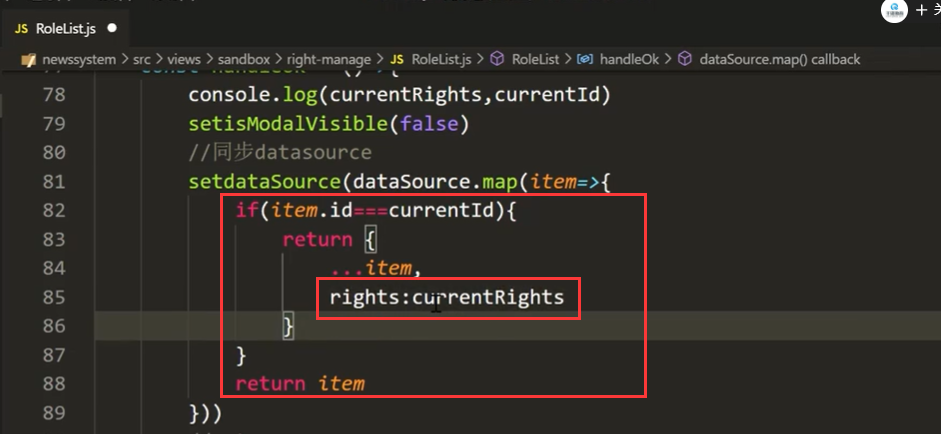 + 关
JS RoleList.js ●
newssystem > src > views > sandbox > right-manage > JS RoleList.js > RoleList > handleOk > dataSource.map() callback
78 console.log(currentRights,currentId)
79 setisModalVisible(false)
80 //同步datasource
81 setdataSource(dataSource.map(item=>{
82 if(item.id===currentId){
83 return {
84 ...item,
85 rights:currentRights
86 }
87 }
88 return item
89 }))